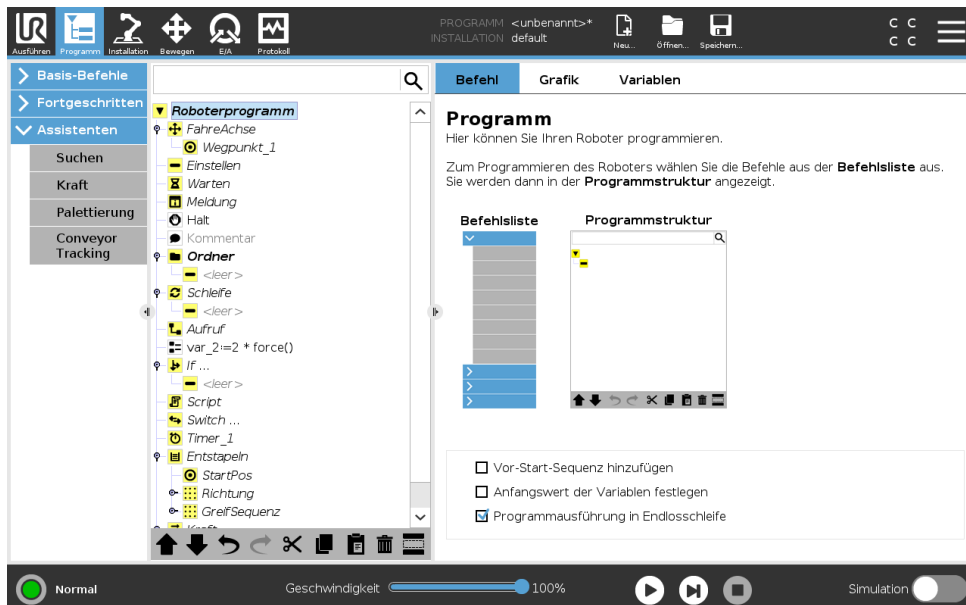 UR
Ausführen
Programm
Installation
Bewegen
E/A
Protokoll
PROGRAMM <unbenannt>*
INSTALLATION default
Neu...
Öffnen...
Speichern...
C C
C C
Basis-Befehle
Fortgeschritten
Assistenten
Suchen
Kraft
Palettierung
Conveyor
Tracking
Roboterprogramm
FahreAchse
Wegpunkt_1
Einstellen
Warten
Meldung
Halt
Kommentar
Ordner
<leer>
Schleife
<leer>
Aufruf
var_2:=2 * force()
If ...
<leer>
Script
Switch ...
Timer_1
Entstapeln
StartPos
Richtung
GreifSequenz
Kraft
Befehl
Grafik
Variablen
Programm
Hier können Sie Ihren Roboter programmieren.
Zum Programmieren des Roboters wählen Sie die Befehle aus der Befehlsliste aus.
Sie werden dann in der Programmstruktur angezeigt.
Befehlsliste
Programmstruktur
Vor-Start-Sequenz hinzufügen
Anfangswert der Variablen festlegen
Programmausführung in Endlosschleife
Normal
Geschwindigkeit
100%
Simulation